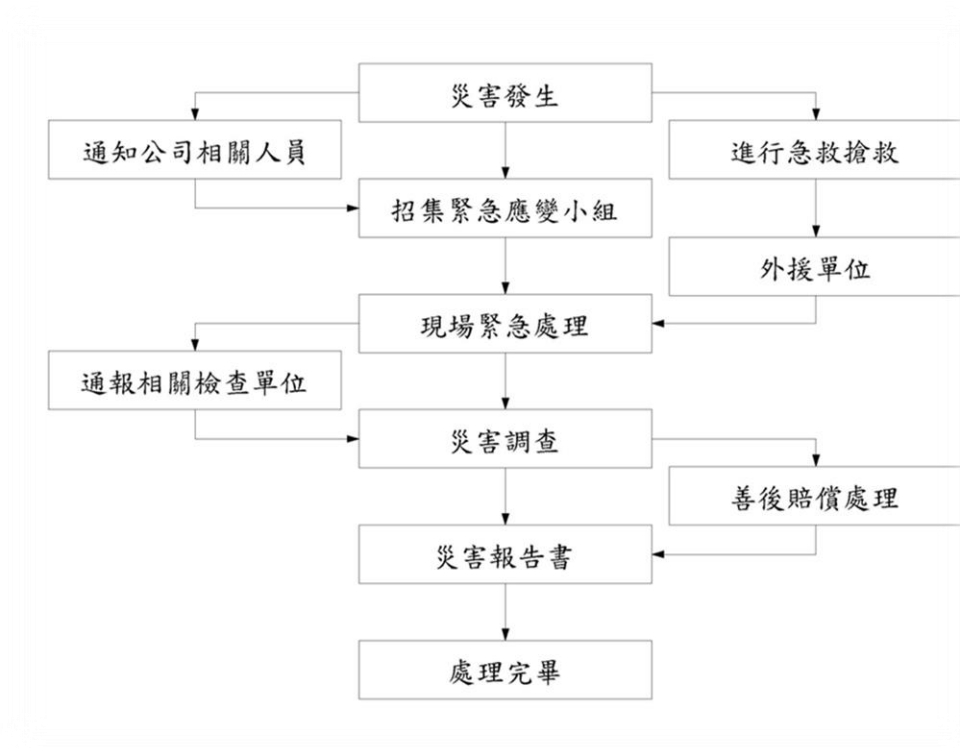 災害發生
通知公司相關人員
進行急救搶救
招集緊急應變小組
外援單位
現場緊急處理
通報相關檢查單位
災害調查
善後賠償處理
災害報告書
處理完畢